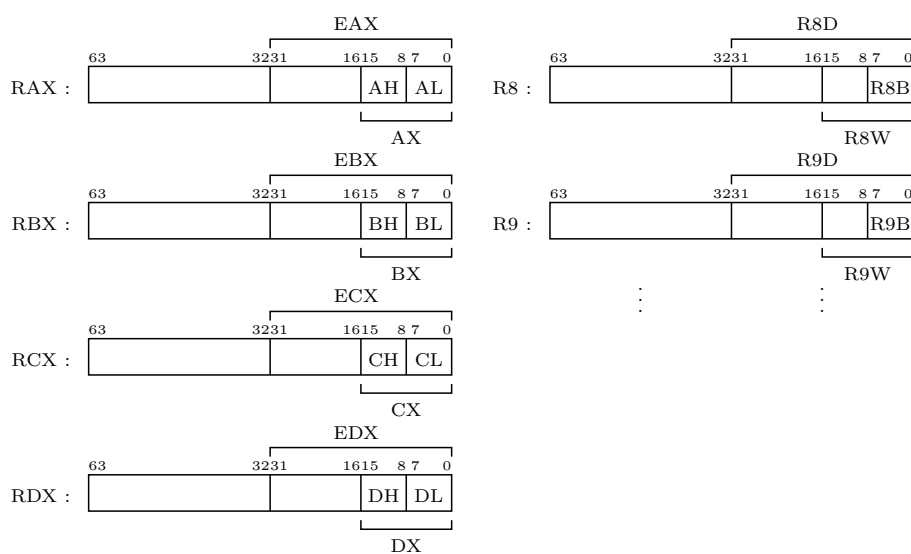 EAX
63 3231 1615 8 7 0
RAX : AH AL
AX
EBX
63 3231 1615 8 7 0
RBX : BH BL
BX
ECX
63 3231 1615 8 7 0
RCX : CH CL
CX
EDX
63 3231 1615 8 7 0
RDX : DH DL
DX
R8D
63 3231 1615 8 7 0
R8 : R8B
R8W
R9D
63 3231 1615 8 7 0
R9 : R9B
R9W
⋮ ⋮